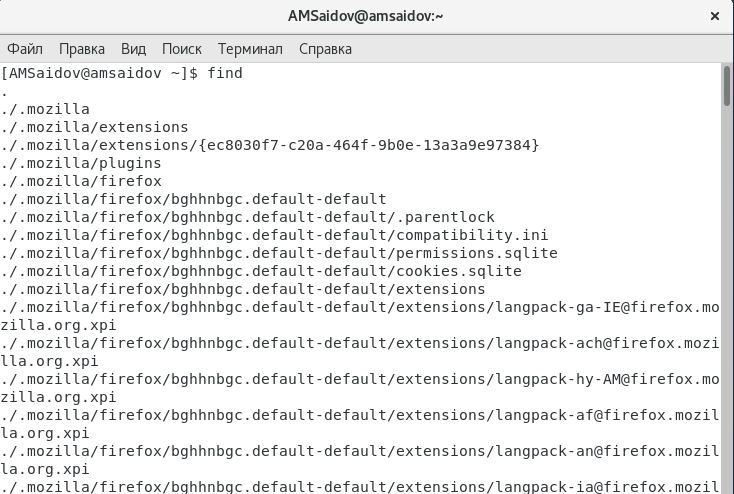 AMSaidov@amsaidov:~
×
Файл Правка Вид Поиск Терминал Справка
[AMSaidov@amsaidov ~]$ find
.
./.mozilla
./.mozilla/extensions
./.mozilla/extensions/{ec8030f7-c20a-464f-9b0e-13a3a9e97384}
./.mozilla/plugins
./.mozilla/firefox
./.mozilla/firefox/bghhnbgc.default-default
./.mozilla/firefox/bghhnbgc.default-default/.parentlock
./.mozilla/firefox/bghhnbgc.default-default/compatibility.ini
./.mozilla/firefox/bghhnbgc.default-default/permissions.sqlite
./.mozilla/firefox/bghhnbgc.default-default/cookies.sqlite
./.mozilla/firefox/bghhnbgc.default-default/extensions
./.mozilla/firefox/bghhnbgc.default-default/extensions/langpack-ga-IE@firefox.mo
zilla.org.xpi
./.mozilla/firefox/bghhnbgc.default-default/extensions/langpack-ach@firefox.mozi
lla.org.xpi
./.mozilla/firefox/bghhnbgc.default-default/extensions/langpack-hy-AM@firefox.mo
zilla.org.xpi
./.mozilla/firefox/bghhnbgc.default-default/extensions/langpack-af@firefox.mozil
la.org.xpi
./.mozilla/firefox/bghhnbgc.default-default/extensions/langpack-an@firefox.mozil
la.org.xpi
./.mozilla/firefox/bghhnbgc.default-default/extensions/langpack-ia@firefox.mozil